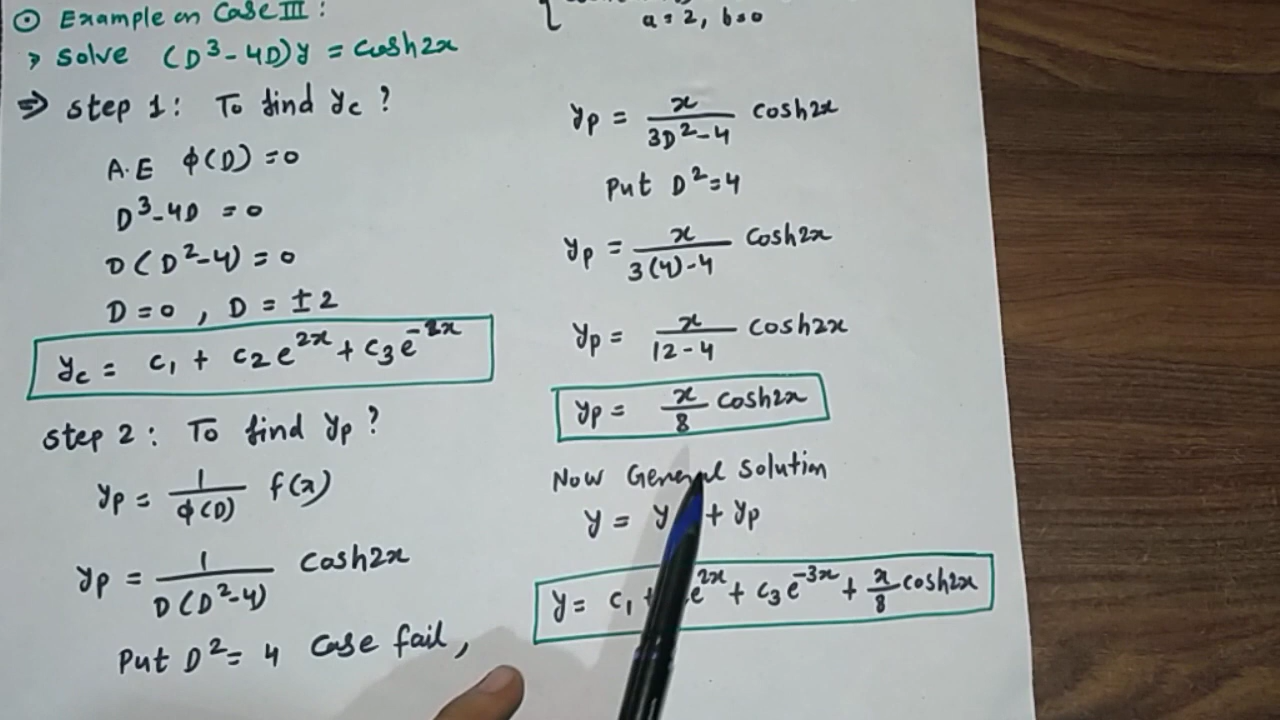 ⊙ Example on Case III :
> Solve (D³-4D)y = Cosh2x
⇒ Step 1 : To find yc ?
A.E ϕ(D) = 0
D³-4D = 0
D(D²-4) = 0
D = 0 , D = ±2
yc = c₁ + c₂e^2x + c₃e^-2x
Step 2 : To find yp ?
yp = 1/ϕ(D) f(x)
yp = 1/D(D²-4) Cosh2x
Put D² = 4 Case fail,
a = 2, b = 0
yp = x/3D²-4 Cosh2x
Put D² = 4
yp = x/3(4)-4 Cosh2x
yp = x/12-4 Cosh2x
yp = x/8 Cosh2x
Now General Solution
y = y + yp
y = c₁ + e^2x + c₃e^-3x + x/8 Cosh2x